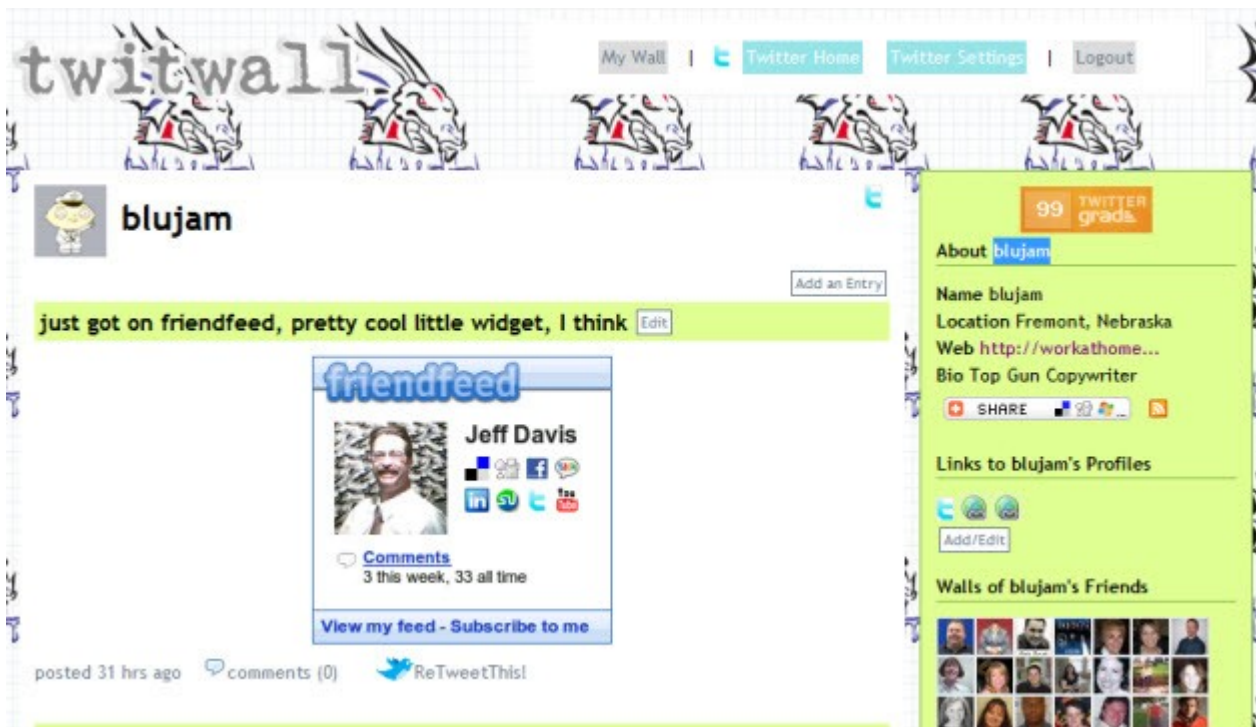 twitwall
My Wall | Twitter Home Twitter Settings | Logout
blujam
Add an Entry
just got on friendfeed, pretty cool little widget, I think Edit
friendfeed
Jeff Davis
Comments
3 this week, 33 all time
View my feed - Subscribe to me
posted 31 hrs ago comments (0) ReTweetThis!
99 TWITTER
grade
About blujam
Name blujam
Location Fremont, Nebraska
Web http://workathome...
Bio Top Gun Copywriter
SHARE ...
Links to blujam's Profiles
Add/Edit
Walls of blujam's Friends